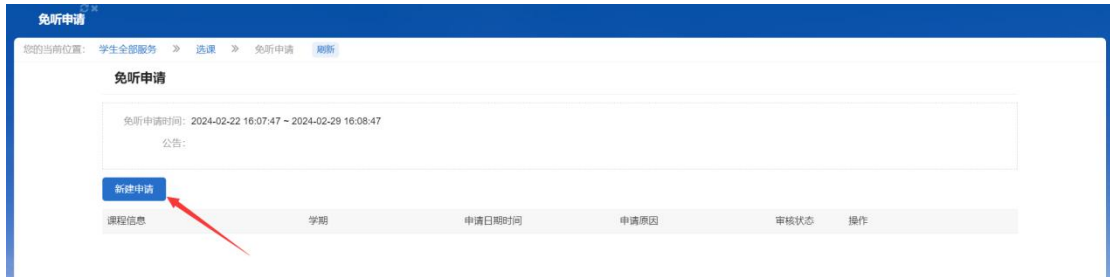 免听申请
您的当前位置： 学生全部服务 » 选课 » 免听申请 刷新
免听申请
免听申请时间： 2024-02-22 16:07:47 ~ 2024-02-29 16:08:47
公告：
新建申请
课程信息 学期 申请日期时间 申请原因 审核状态 操作